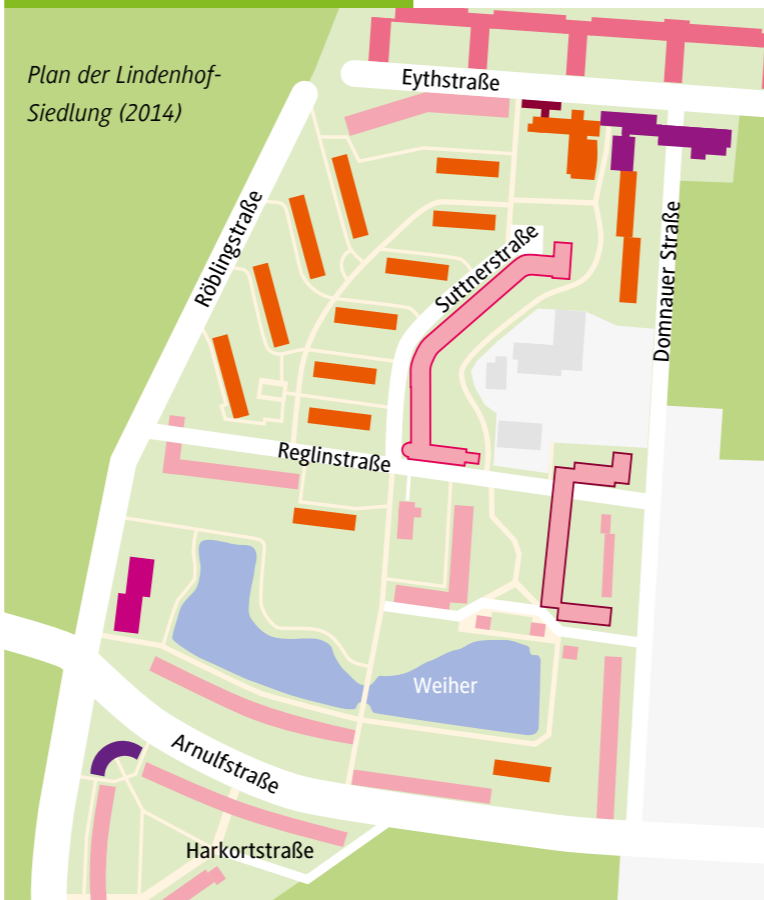 Plan der Lindenhof-
Siedlung (2014)
Eythstraße
Röblingstraße
Suttnerstraße
Domnauer Straße
Reglinstraße
Weiher
Arnulfstraße
Harkortstraße